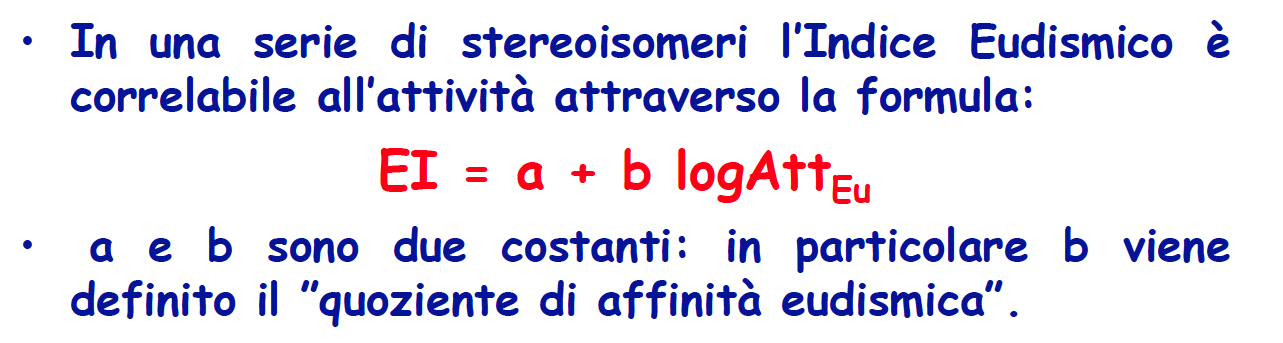 • In una serie di stereoisomeri l'Indice Eudismico è
correlabile all'attività attraverso la formula:
EI = a + b logAttEu
• a e b sono due costanti: in particolare b viene
definito il ”quoziente di affinità eudismica”.